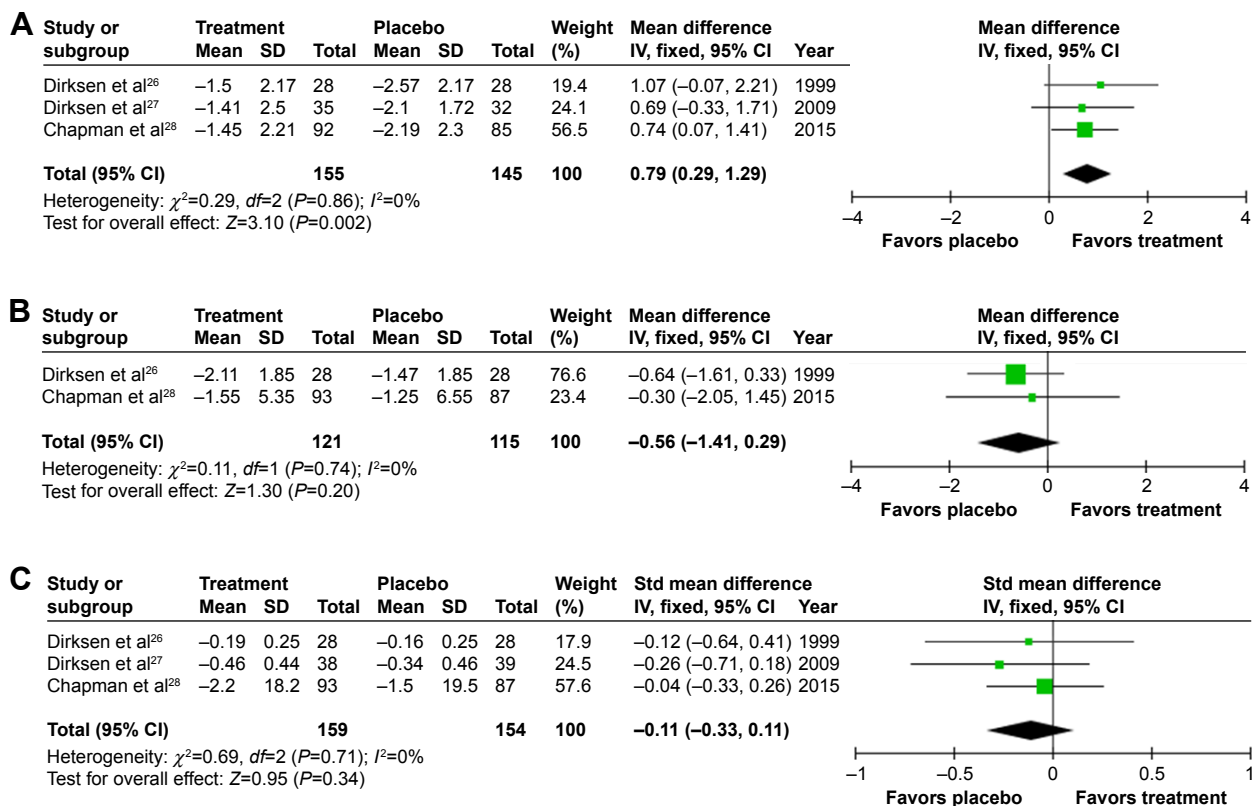 A Study or Treatment Placebo Weight Mean difference Mean difference
subgroup Mean SD Total Mean SD Total (%) IV, fixed, 95% CI Year IV, fixed, 95% CI
Dirksen et al²⁶ –1.5 2.17 28 –2.57 2.17 28 19.4 1.07 (–0.07, 2.21) 1999
Dirksen et al²⁷ –1.41 2.5 35 –2.1 1.72 32 24.1 0.69 (–0.33, 1.71) 2009
Chapman et al²⁸ –1.45 2.21 92 –2.19 2.3 85 56.5 0.74 (0.07, 1.41) 2015
Total (95% CI) 155 145 100 0.79 (0.29, 1.29)
Heterogeneity: χ²=0.29, df=2 (P=0.86); I²=0%
Test for overall effect: Z=3.10 (P=0.002)
–4 –2 0 2 4
Favors placebo Favors treatment
B Study or Treatment Placebo Weight Mean difference Mean difference
subgroup Mean SD Total Mean SD Total (%) IV, fixed, 95% CI Year IV, fixed, 95% CI
Dirksen et al²⁶ –2.11 1.85 28 –1.47 1.85 28 76.6 –0.64 (–1.61, 0.33) 1999
Chapman et al²⁸ –1.55 5.35 93 –1.25 6.55 87 23.4 –0.30 (–2.05, 1.45) 2015
Total (95% CI) 121 115 100 –0.56 (–1.41, 0.29)
Heterogeneity: χ²=0.11, df=1 (P=0.74); I²=0%
Test for overall effect: Z=1.30 (P=0.20)
–4 –2 0 2 4
Favors placebo Favors treatment
C Study or Treatment Placebo Weight Std mean difference Std mean difference
subgroup Mean SD Total Mean SD Total (%) IV, fixed, 95% CI Year IV, fixed, 95% CI
Dirksen et al²⁶ –0.19 0.25 28 –0.16 0.25 28 17.9 –0.12 (–0.64, 0.41) 1999
Dirksen et al²⁷ –0.46 0.44 38 –0.34 0.46 39 24.5 –0.26 (–0.71, 0.18) 2009
Chapman et al²⁸ –2.2 18.2 93 –1.5 19.5 87 57.6 –0.04 (–0.33, 0.26) 2015
Total (95% CI) 159 154 100 –0.11 (–0.33, 0.11)
Heterogeneity: χ²=0.69, df=2 (P=0.71); I²=0%
Test for overall effect: Z=0.95 (P=0.34)
–1 –0.5 0 0.5 1
Favors placebo Favors treatment